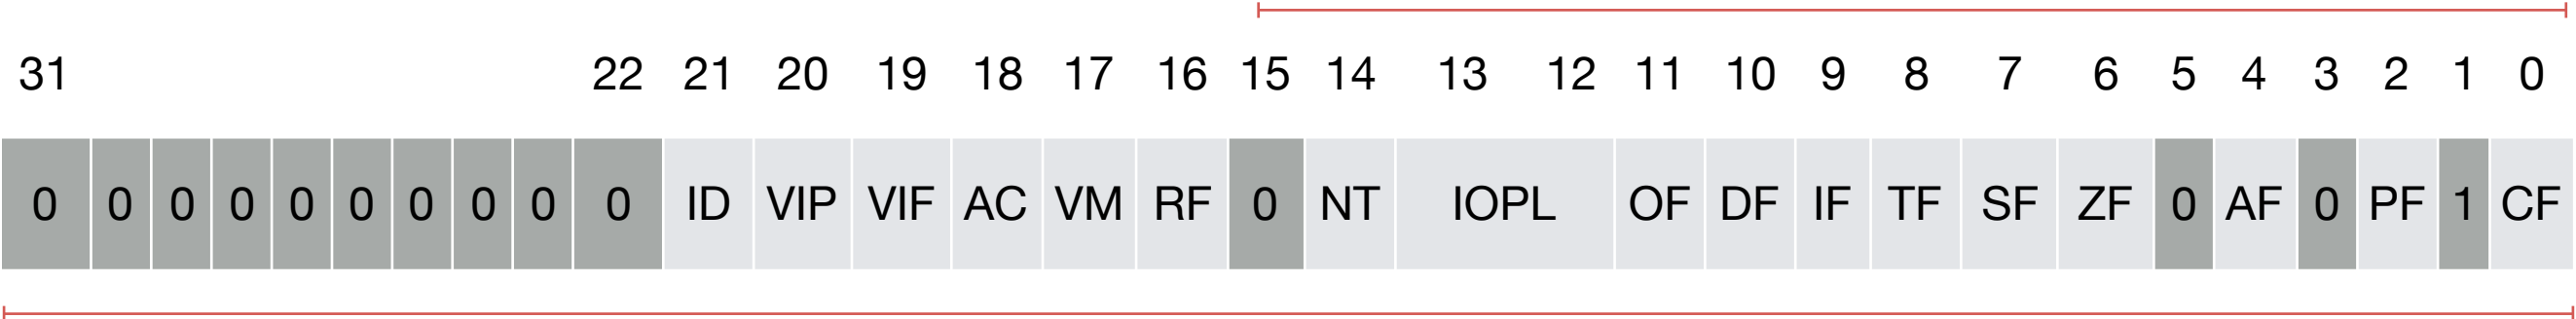 31 22 21 20 19 18 17 16 15 14 13 12 11 10 9 8 7 6 5 4 3 2 1 0
0 0 0 0 0 0 0 0 0 0 ID VIP VIF AC VM RF 0 NT IOPL OF DF IF TF SF ZF 0 AF 0 PF 1 CF